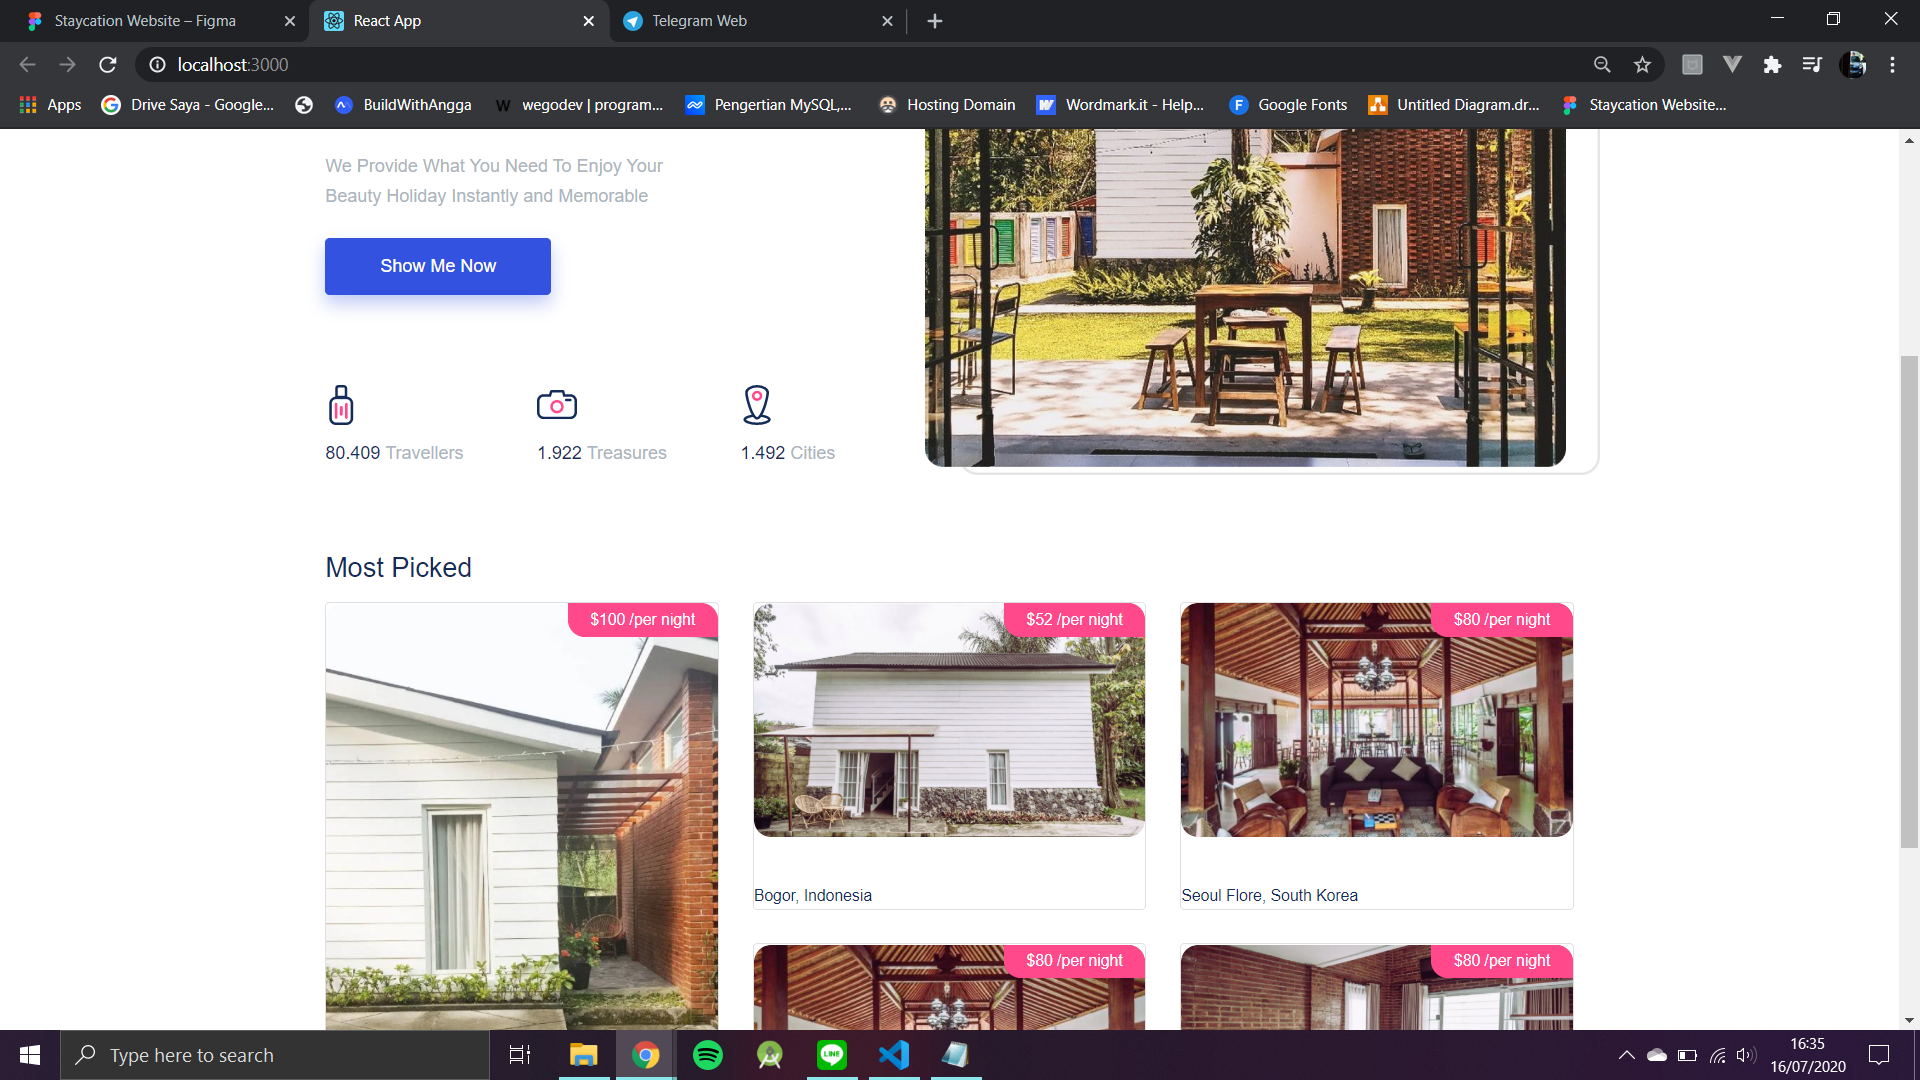 Staycation Website – Figma
React App
Telegram Web
localhost:3000
Apps
Drive Saya - Google...
BuildWithAngga
W wegodev | program...
Pengertian MySQL,...
Hosting Domain
Wordmark.it - Help...
F Google Fonts
Untitled Diagram.dr...
Staycation Website...
We Provide What You Need To Enjoy Your
Beauty Holiday Instantly and Memorable
Show Me Now
80.409 Travellers
1.922 Treasures
1.492 Cities
Most Picked
$100 /per night
$52 /per night
$80 /per night
Bogor, Indonesia
Seoul Flore, South Korea
$80 /per night
$80 /per night
Type here to search
LINE
16:35
16/07/2020